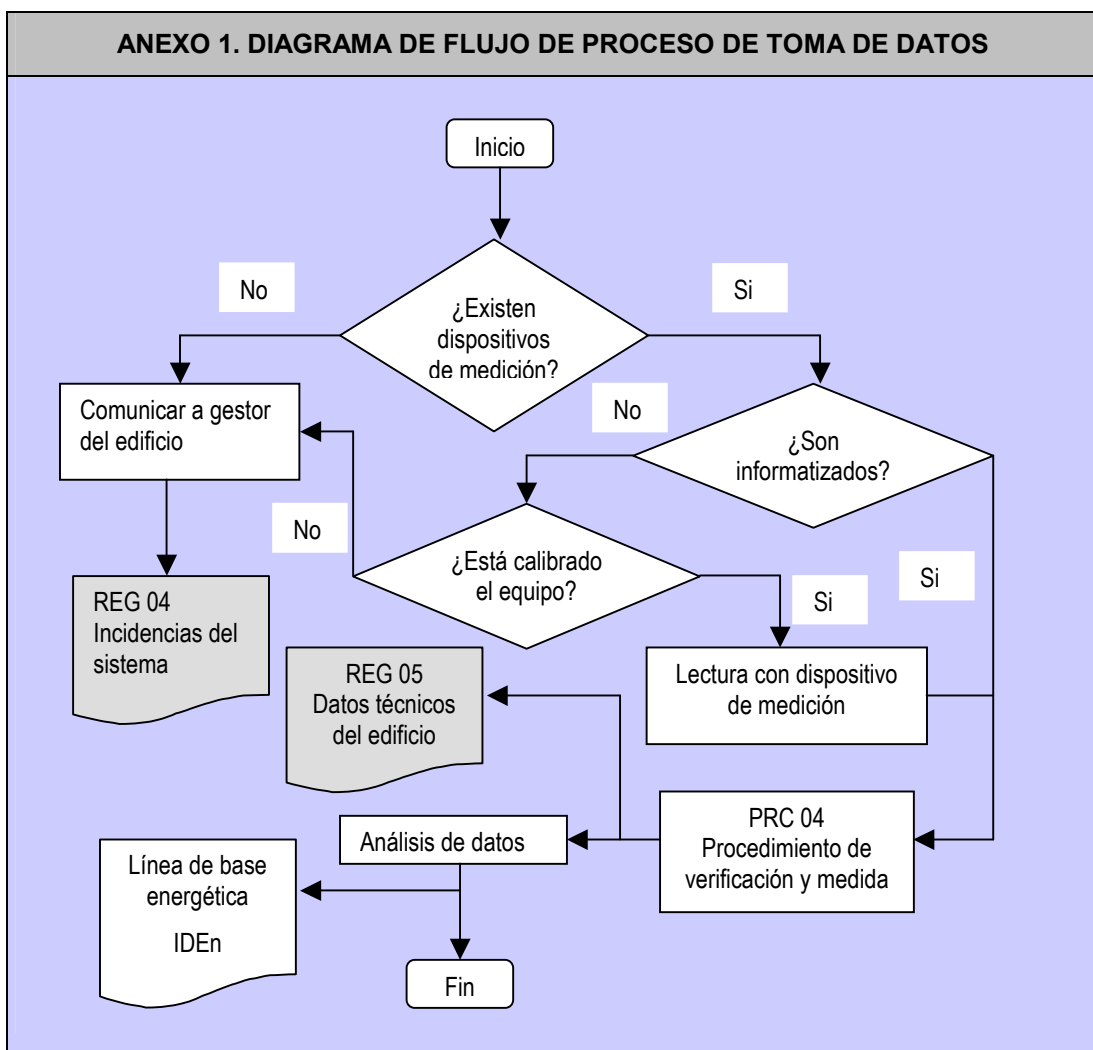 ANEXO 1. DIAGRAMA DE FLUJO DE PROCESO DE TOMA DE DATOS
Inicio
No
Si
¿Existen
dispositivos
de medición?
Comunicar a gestor
del edificio
No
¿Son
informatizados?
No
¿Está calibrado
el equipo?
Si
Si
REG 04
Incidencias del
sistema
REG 05
Datos técnicos
del edificio
Lectura con dispositivo
de medición
PRC 04
Procedimiento de
verificación y medida
Análisis de datos
Línea de base
energética
IDEn
Fin